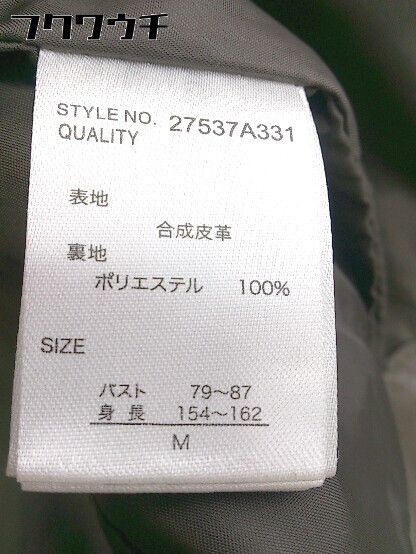 フクワウチ
STYLE NO. 27537A331
QUALITY
表地
合成皮革
裏地
ポリエステル 100%
SIZE
バスト 79～87
身長 154～162
M